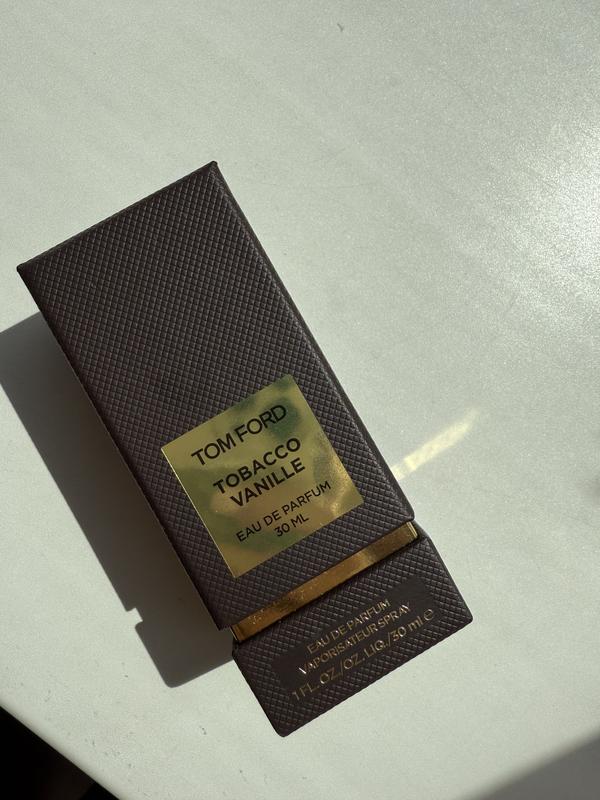 TOM FORD
TOBACCO
VANILLE
EAU DE PARFUM
30 ML
EAU DE PARFUM
VAPORISATEUR SPRAY
1 FL.OZ./OZ.LIQ./30 ml ℮